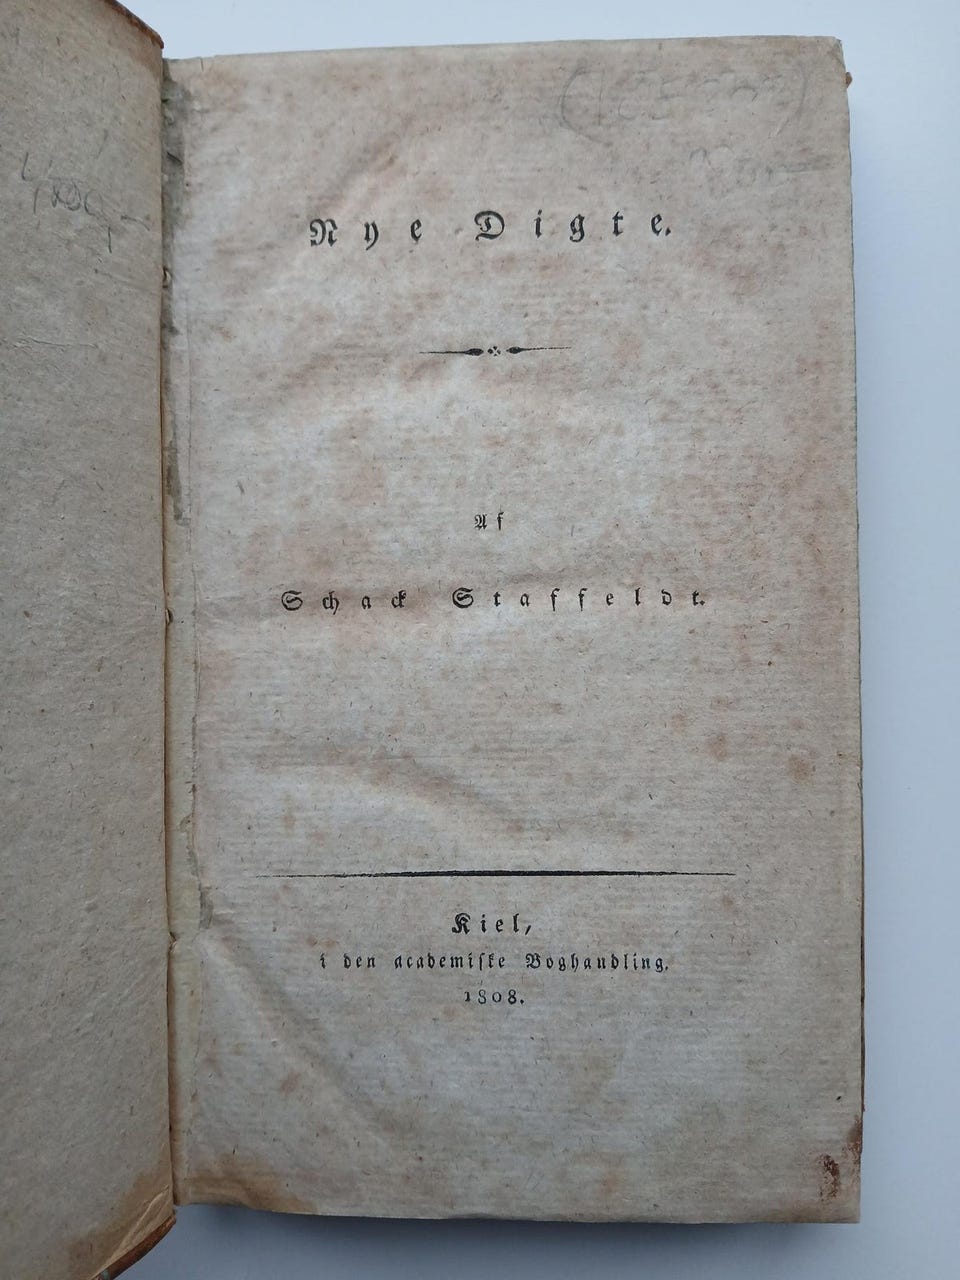 Nye Digte.
Af
Schack Staffeldt.
Kiel,
i den academiske Boghandling.
1808.